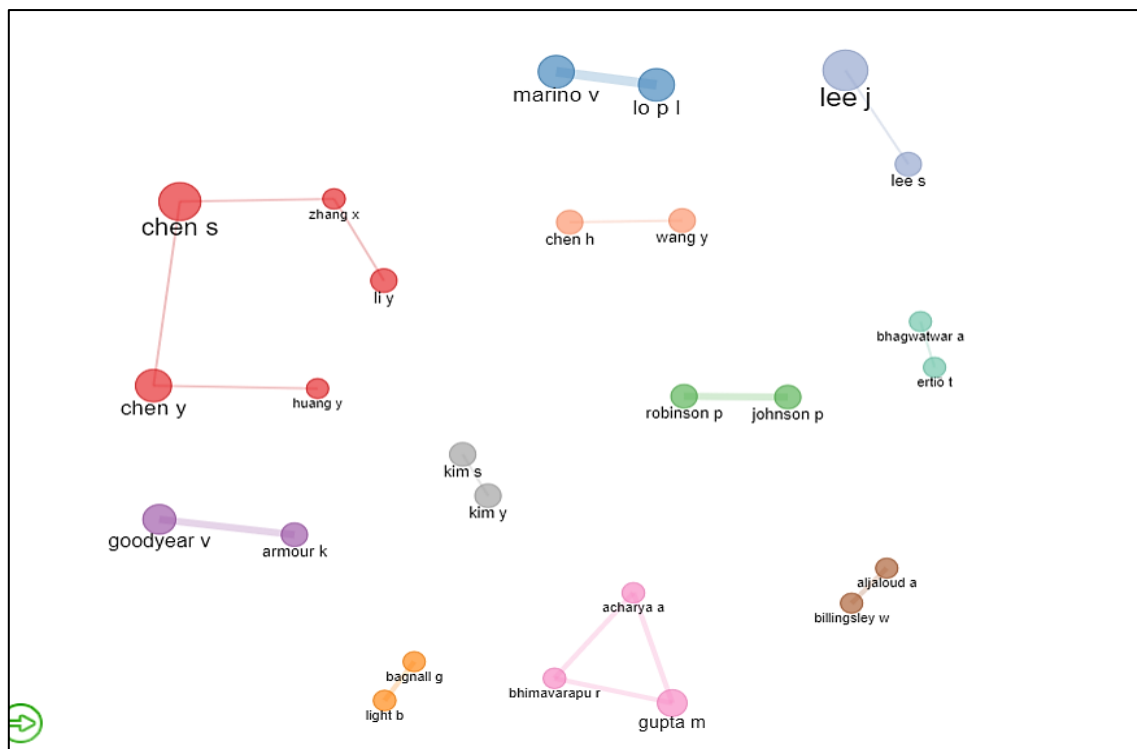 marino v
lo p l
lee j
lee s
chen s
zhang x
chen h
wang y
li y
bhagwatwar a
ertio t
chen y
huang y
robinson p
johnson p
kim s
kim y
goodyear v
armour k
aljaloud a
billingsley w
acharya a
bagnall g
bhimavarapu r
light b
gupta m